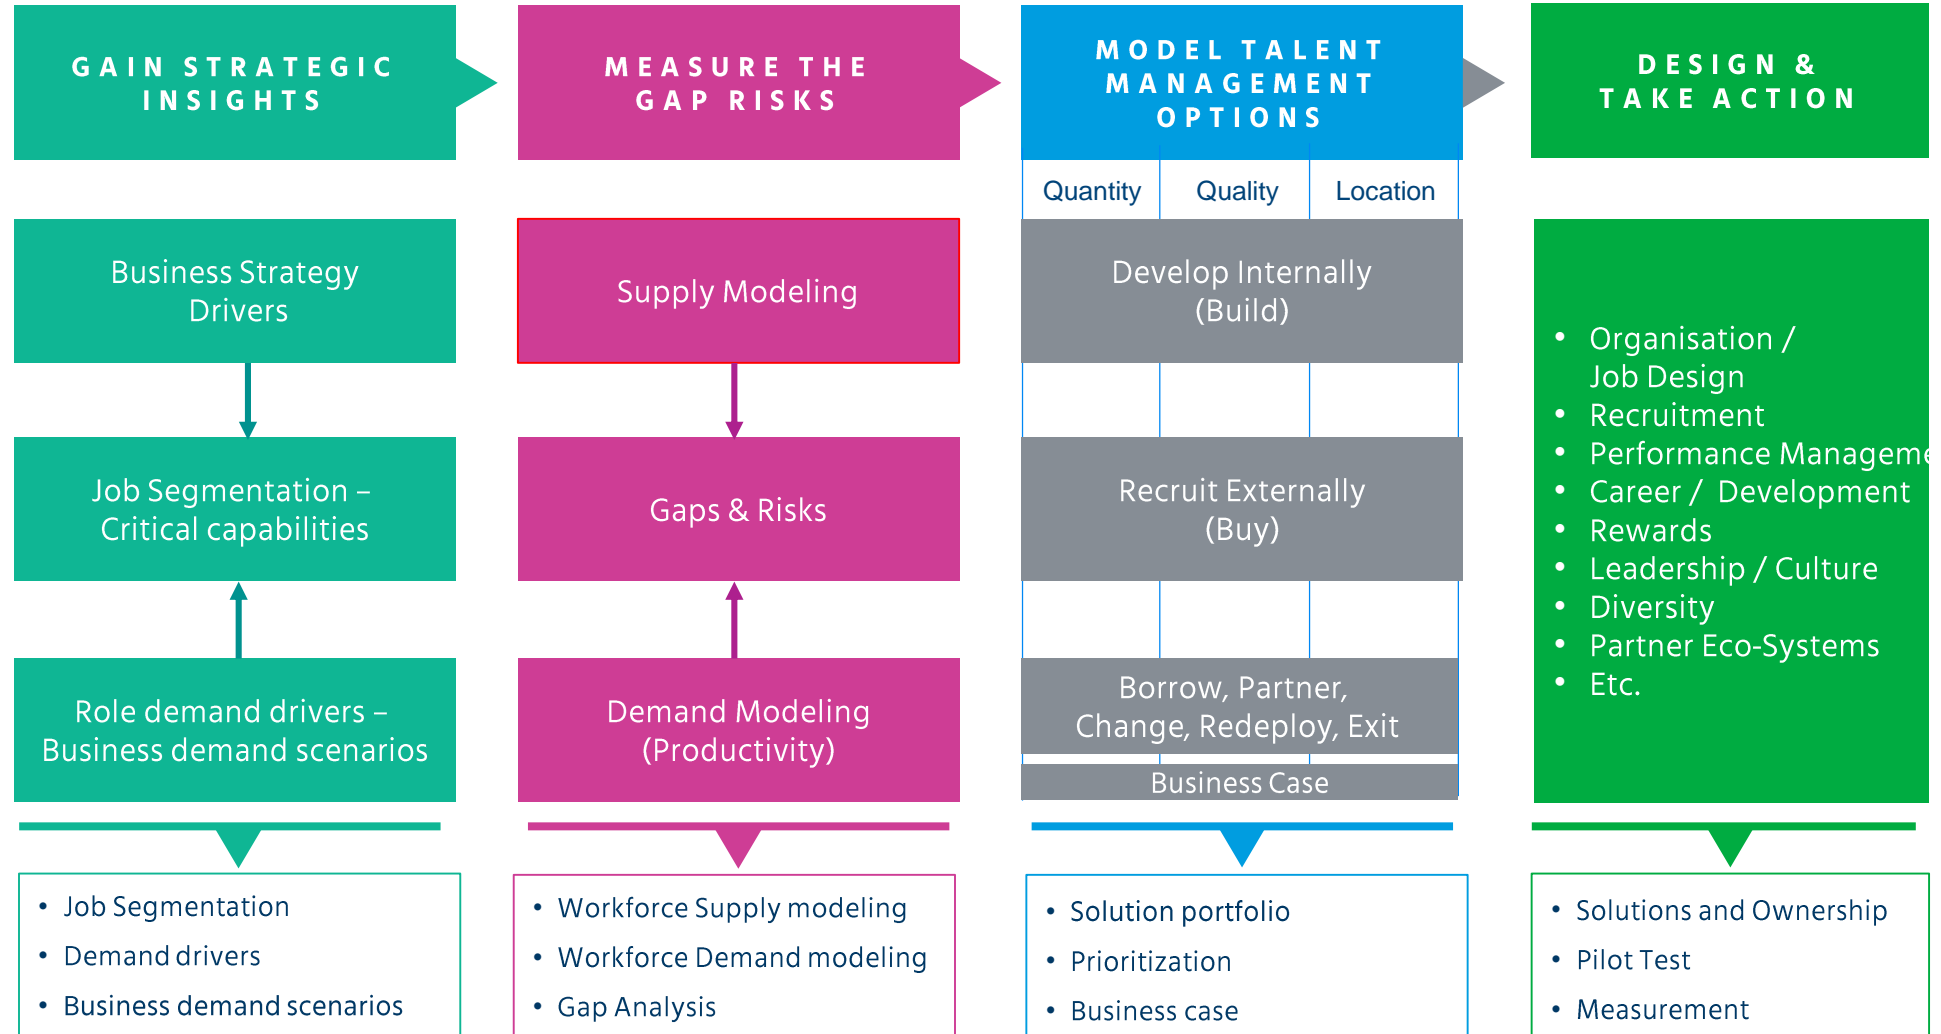 GAIN STRATEGIC
INSIGHTS
MEASURE THE
GAP RISKS
MODEL TALENT
MANAGEMENT
OPTIONS
DESIGN &
TAKE ACTION
Quantity
Quality
Location
Business Strategy
Drivers
Job Segmentation –
Critical capabilities
Role demand drivers –
Business demand scenarios
Supply Modeling
Gaps & Risks
Demand Modeling
(Productivity)
Develop Internally
(Build)
Recruit Externally
(Buy)
Borrow, Partner,
Change, Redeploy, Exit
Business Case
• Organisation /
Job Design
• Recruitment
• Performance Manageme
• Career / Development
• Rewards
• Leadership / Culture
• Diversity
• Partner Eco-Systems
• Etc.
• Job Segmentation
• Demand drivers
• Business demand scenarios
• Workforce Supply modeling
• Workforce Demand modeling
• Gap Analysis
• Solution portfolio
• Prioritization
• Business case
• Solutions and Ownership
• Pilot Test
• Measurement